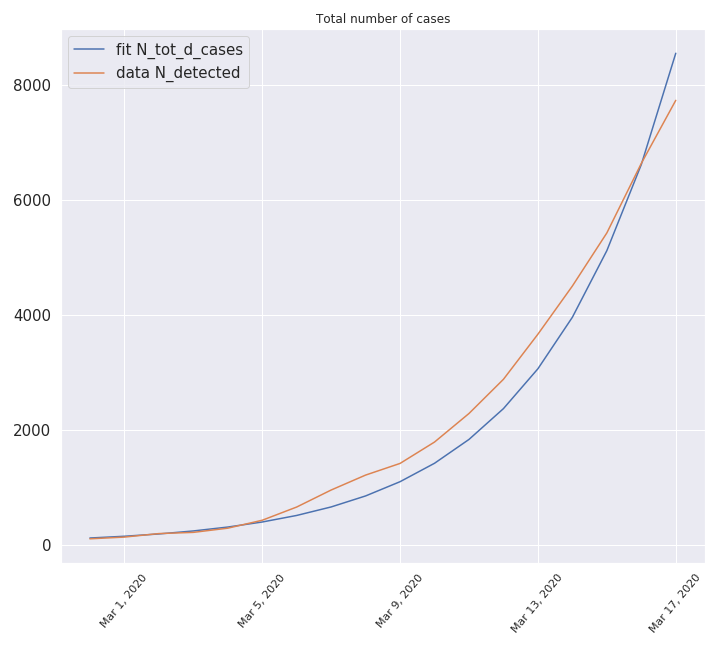 Total number of cases
fit N_tot_d_cases
data N_detected
8000
6000
4000
2000
0
Mar 1, 2020
Mar 5, 2020
Mar 9, 2020
Mar 13, 2020
Mar 17, 2020